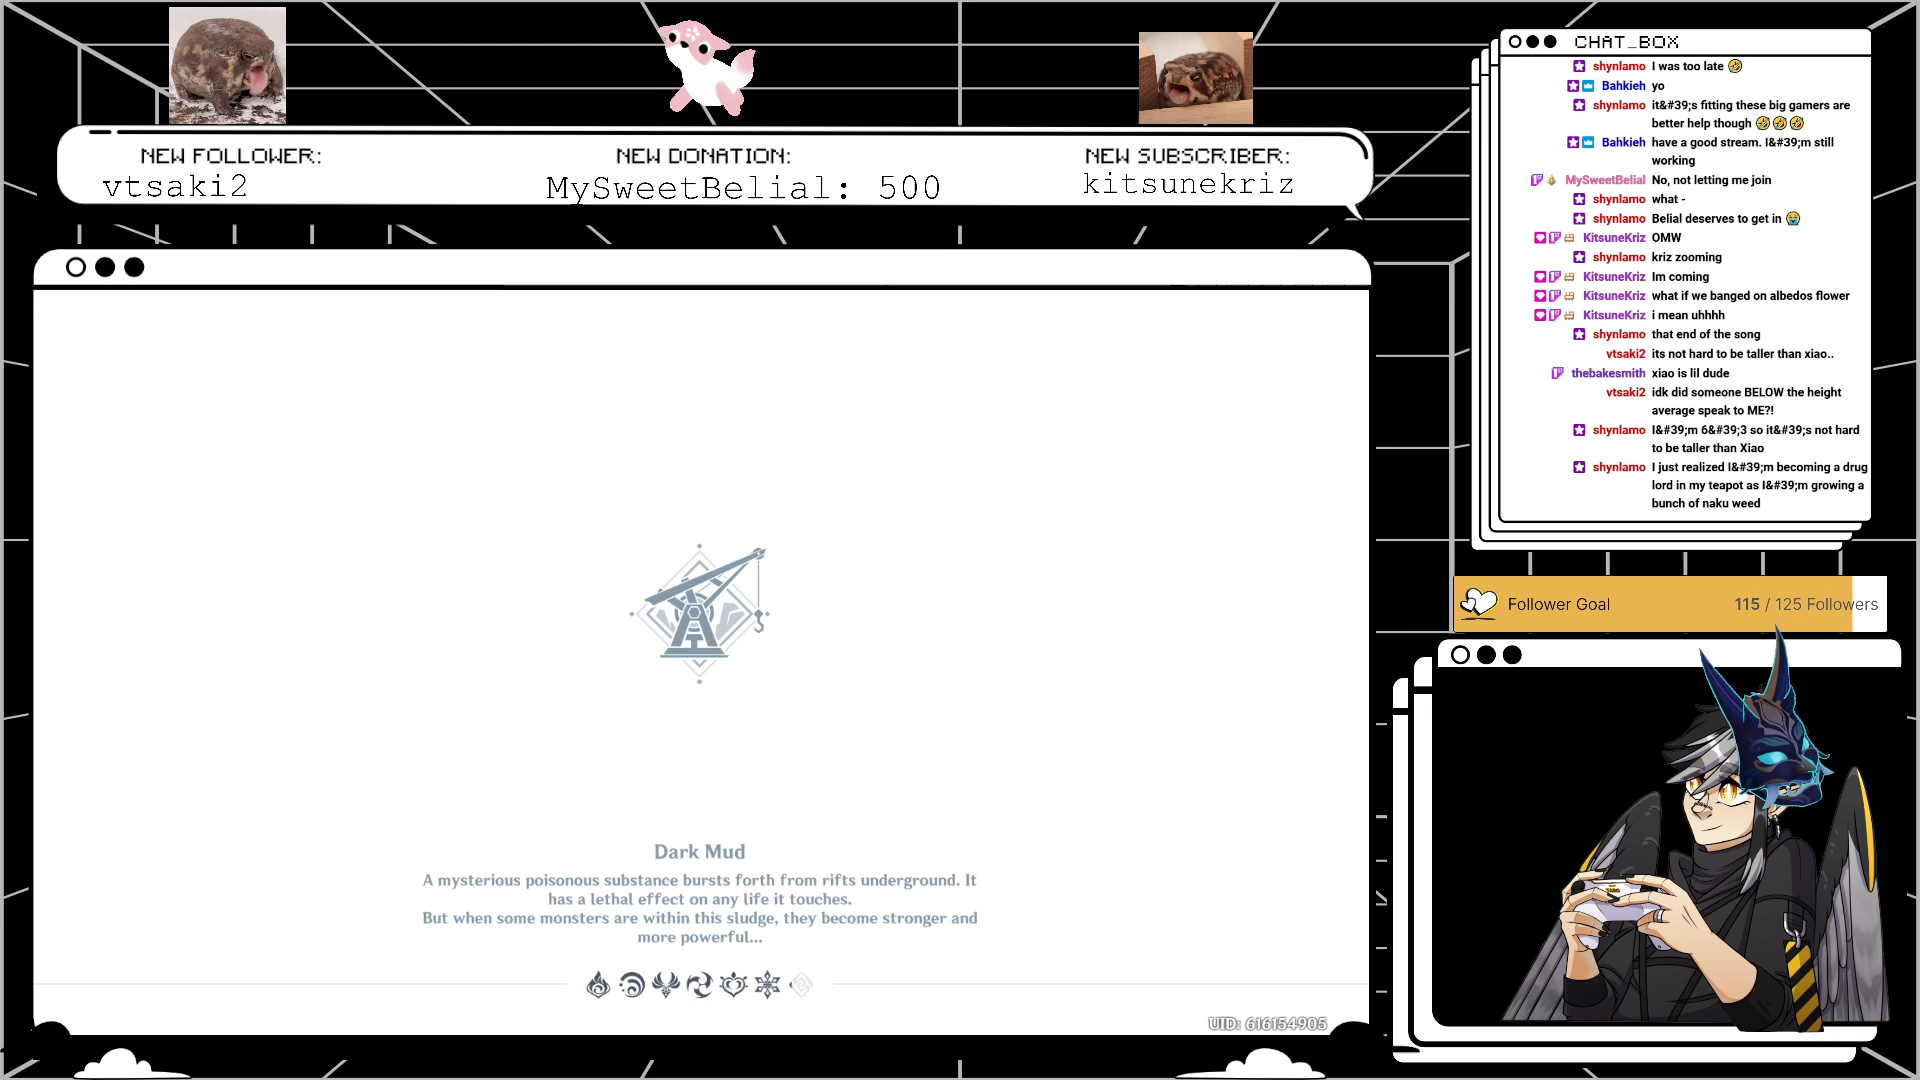 NEW FOLLOWER:
vtsaki2
NEW DONATION:
MySweetBelial: 500
NEW SUBSCRIBER:
kitsunekriz
CHAT_BOX
shynlamo I was too late 🤣
Bahkieh yo
shynlamo it&#39;s fitting these big gamers are
better help though 🤣🤣🤣
Bahkieh have a good stream. I&#39;m still
working
MySweetBelial No, not letting me join
shynlamo what -
shynlamo Belial deserves to get in 😭
KitsuneKriz OMW
shynlamo kriz zooming
KitsuneKriz Im coming
KitsuneKriz what if we banged on albedos flower
KitsuneKriz i mean uhhhh
shynlamo that end of the song
vtsaki2 its not hard to be taller than xiao..
thebakesmith xiao is lil dude
vtsaki2 idk did someone BELOW the height
average speak to ME?!
shynlamo I&#39;m 6&#39;3 so it&#39;s not hard
to be taller than Xiao
shynlamo I just realized I&#39;m becoming a drug
lord in my teapot as I&#39;m growing a
bunch of naku weed
Follower Goal 115 / 125 Followers
Dark Mud
A mysterious poisonous substance bursts forth from rifts underground. It
has a lethal effect on any life it touches.
But when some monsters are within this sludge, they become stronger and
more powerful...
UID: 616154905